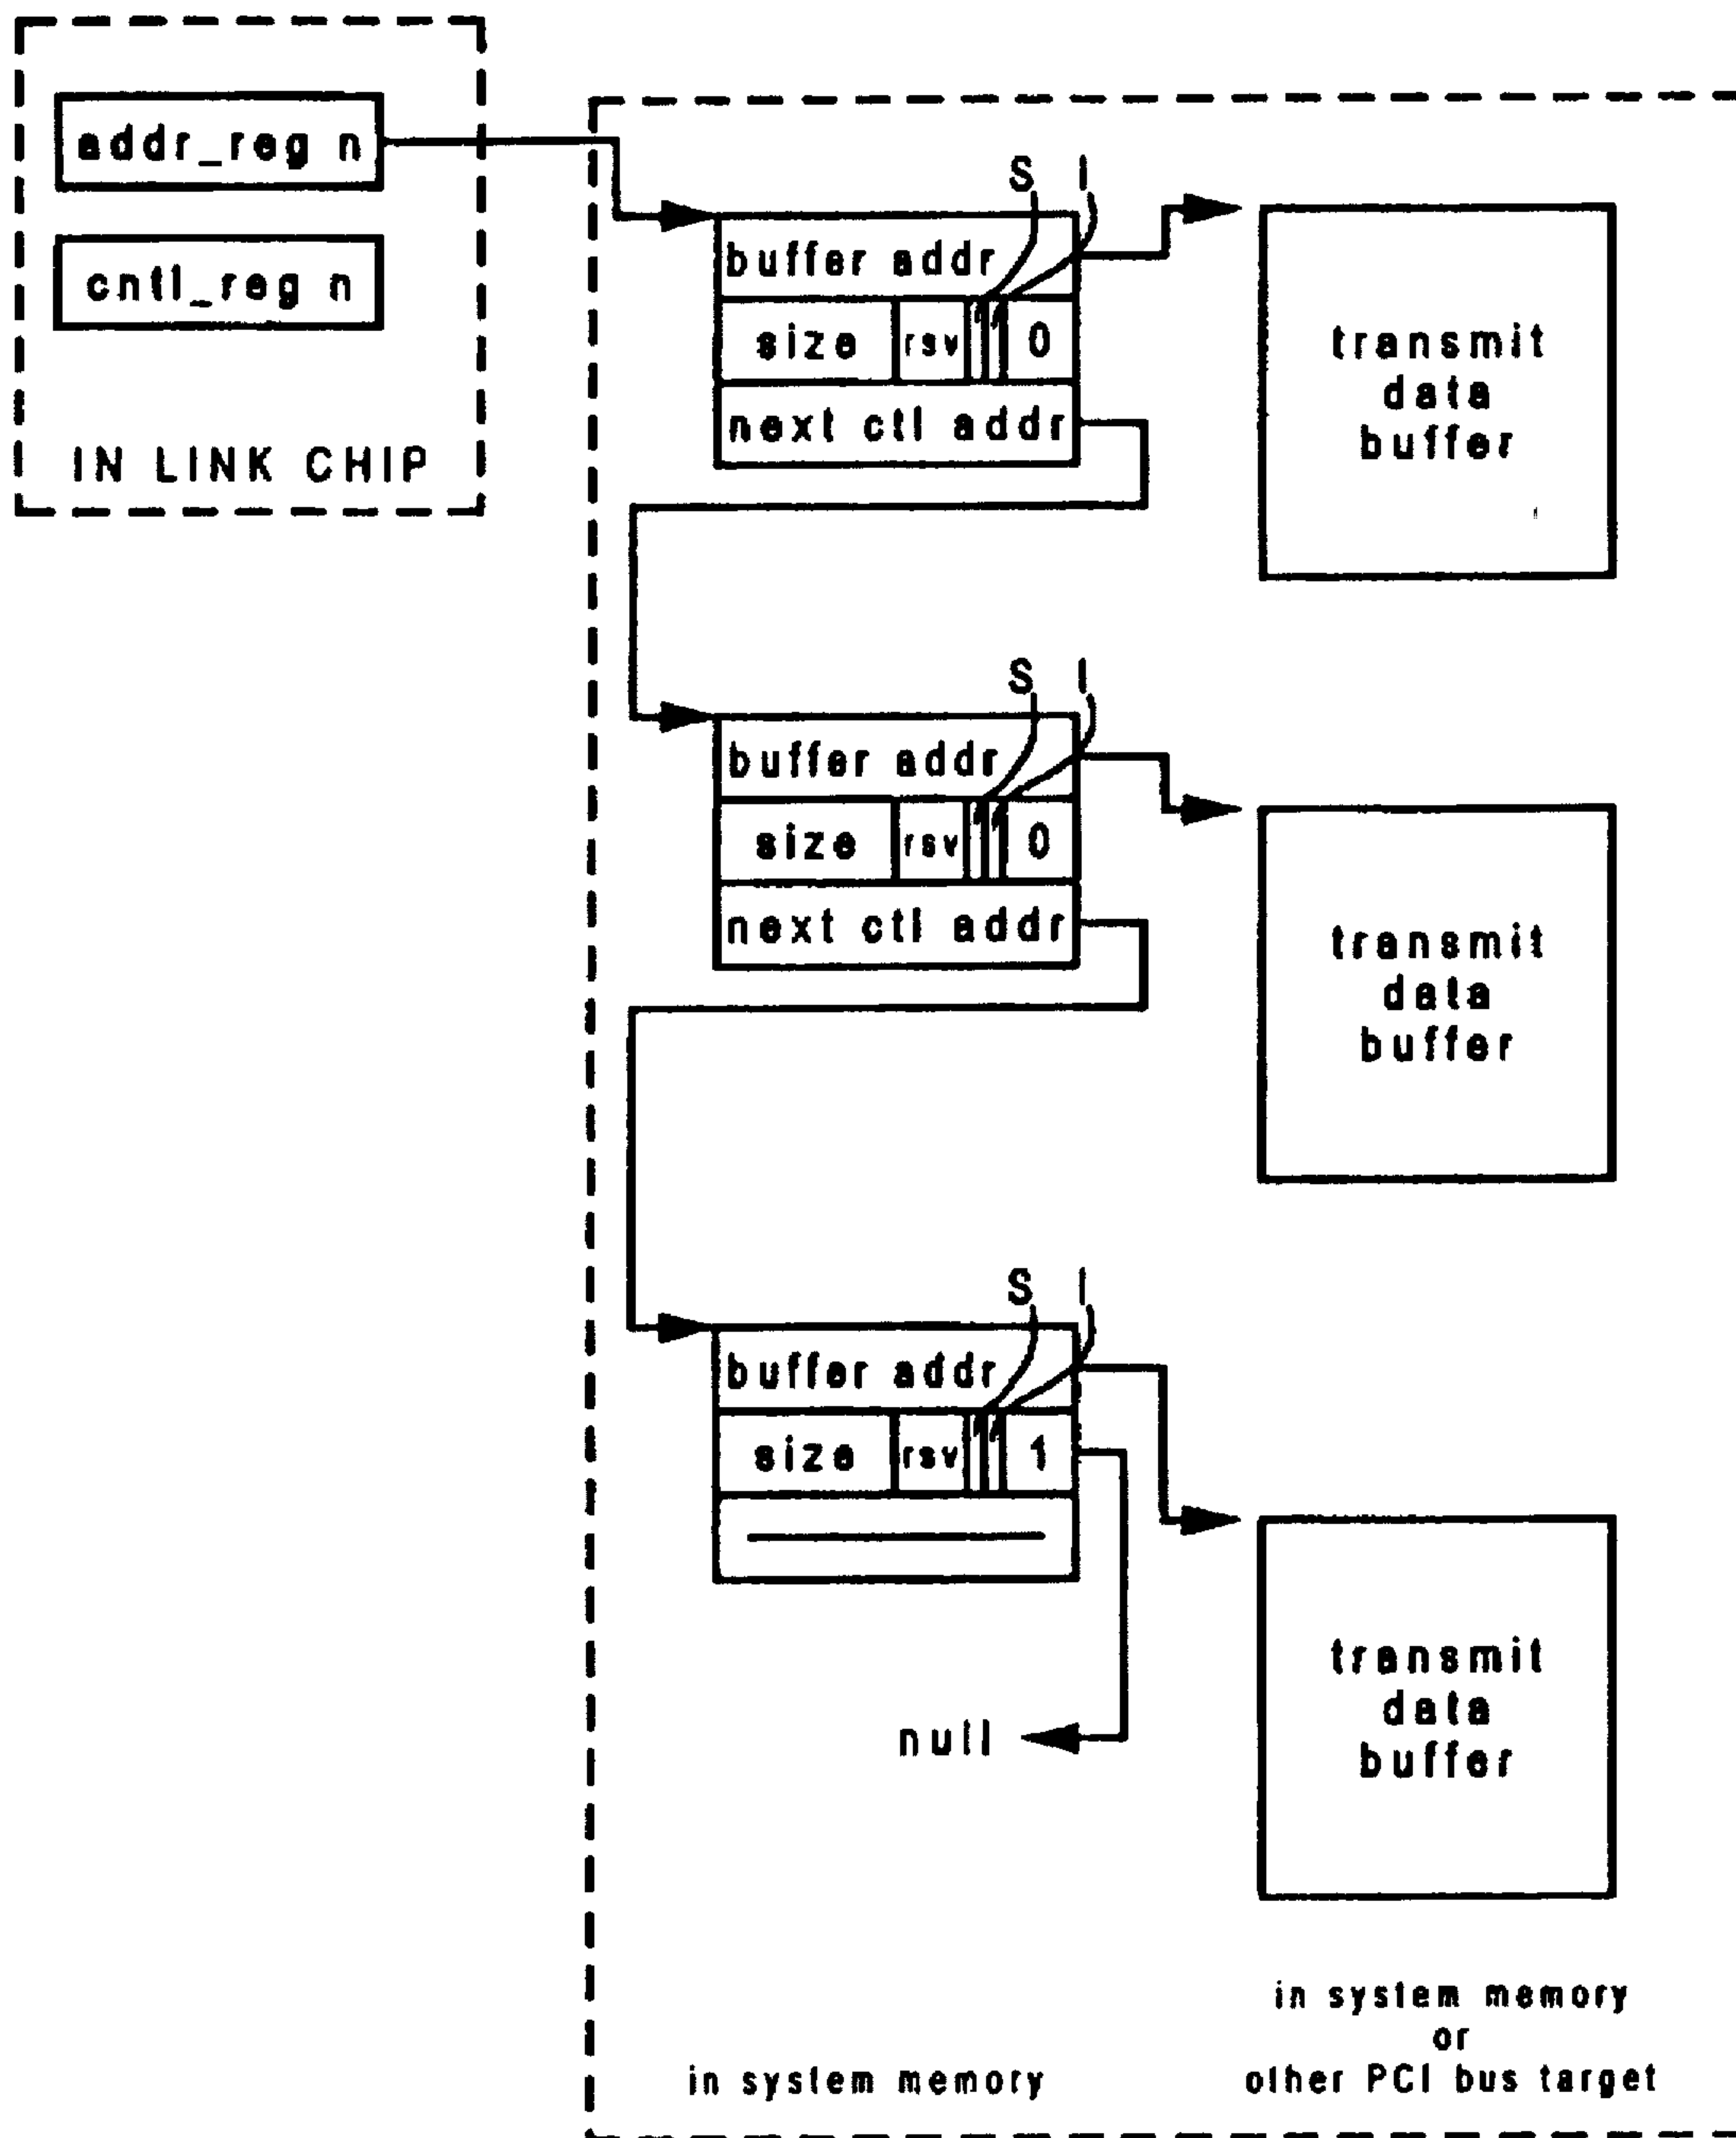 addr_reg n
cntl_reg n
IN LINK CHIP
S I
buffer addr
size rsv 0
next ctl addr
transmit
data
buffer
S I
buffer addr
size rsv 0
next ctl addr
transmit
data
buffer
S I
buffer addr
size rsv 1
null
transmit
data
buffer
in system memory
in system memory
or
other PCI bus target